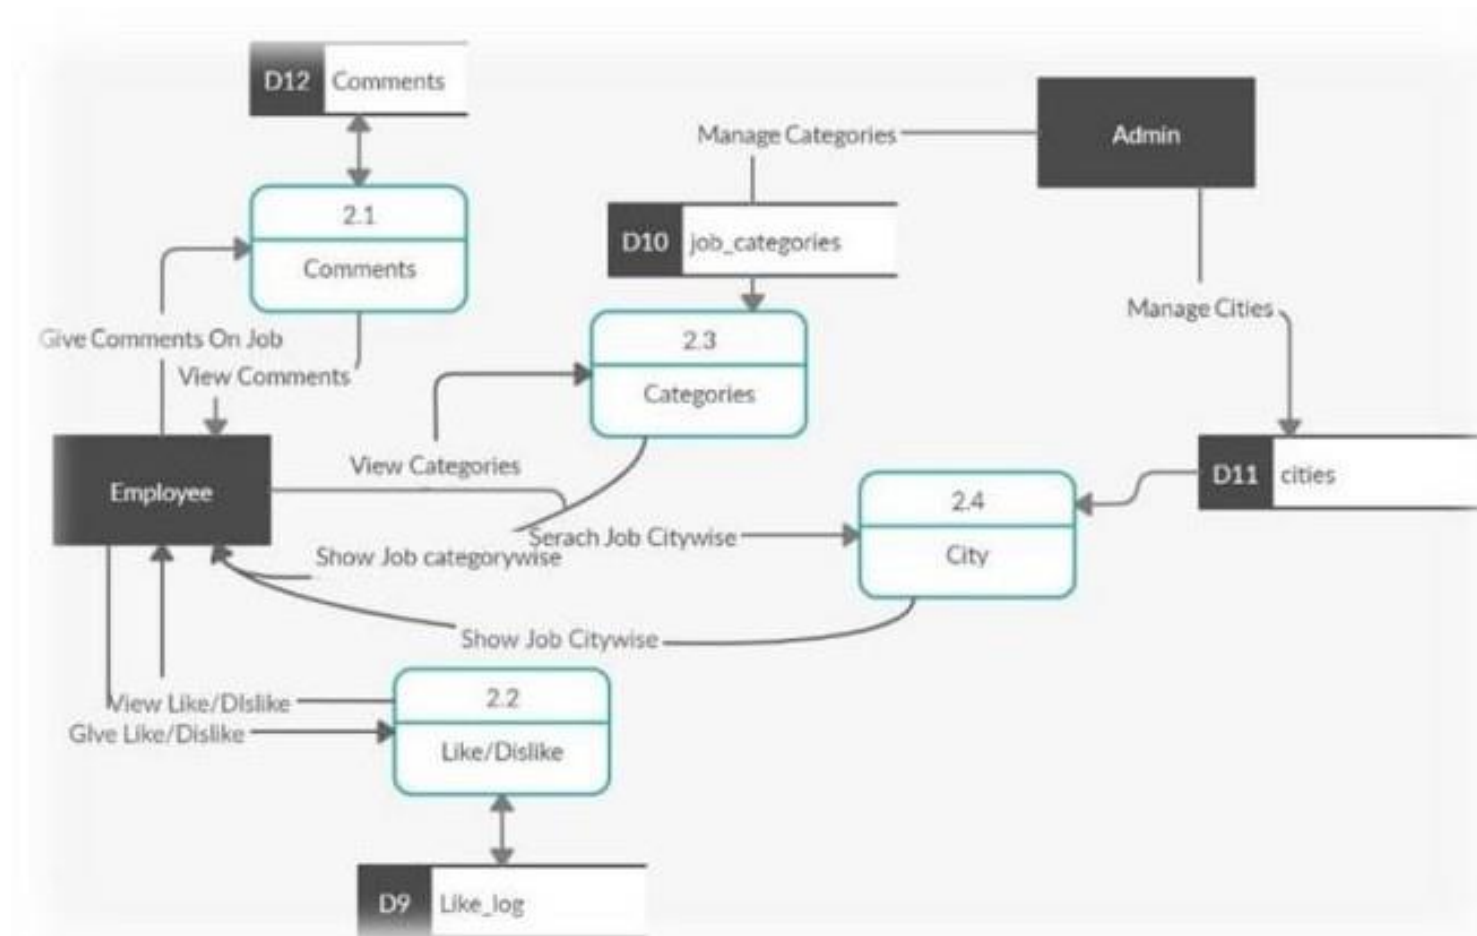 D12 Comments
Manage Categories
Admin
2.1
Comments
D10 job_categories
Manage Cities
Give Comments On Job
View Comments
2.3
Categories
View Categories
Employee
D11 cities
2.4
City
Serach Job Citywise
Show Job categorywise
Show Job Citywise
2.2
Like/Dislike
View Like/Dislike
Give Like/Dislike
D9 Like_log